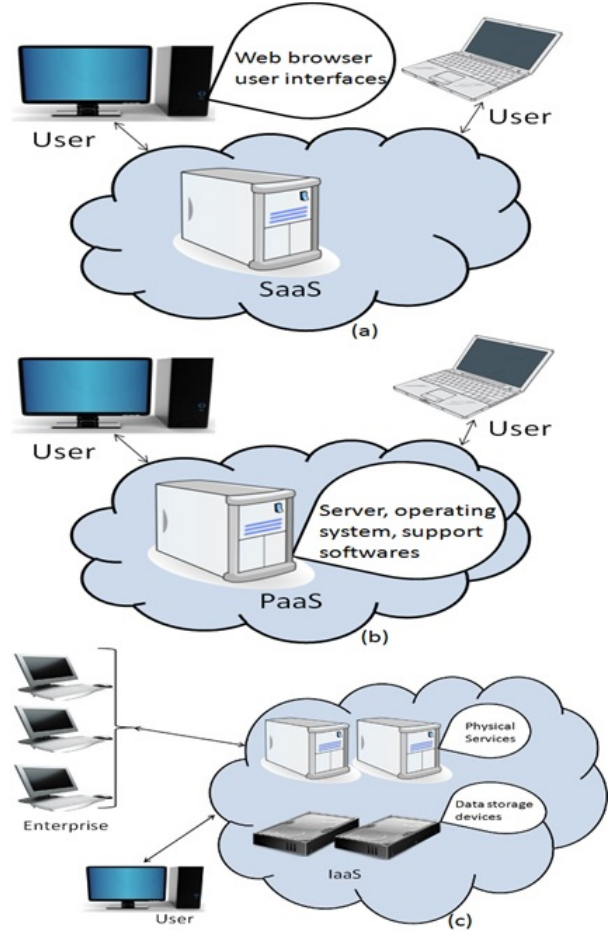 Web browser
user interfaces
User
User
SaaS
(a)
User
User
Server, operating
system, support
softwares
PaaS
(b)
Physical
Services
Data storage
devices
Enterprise
IaaS
User
(c)